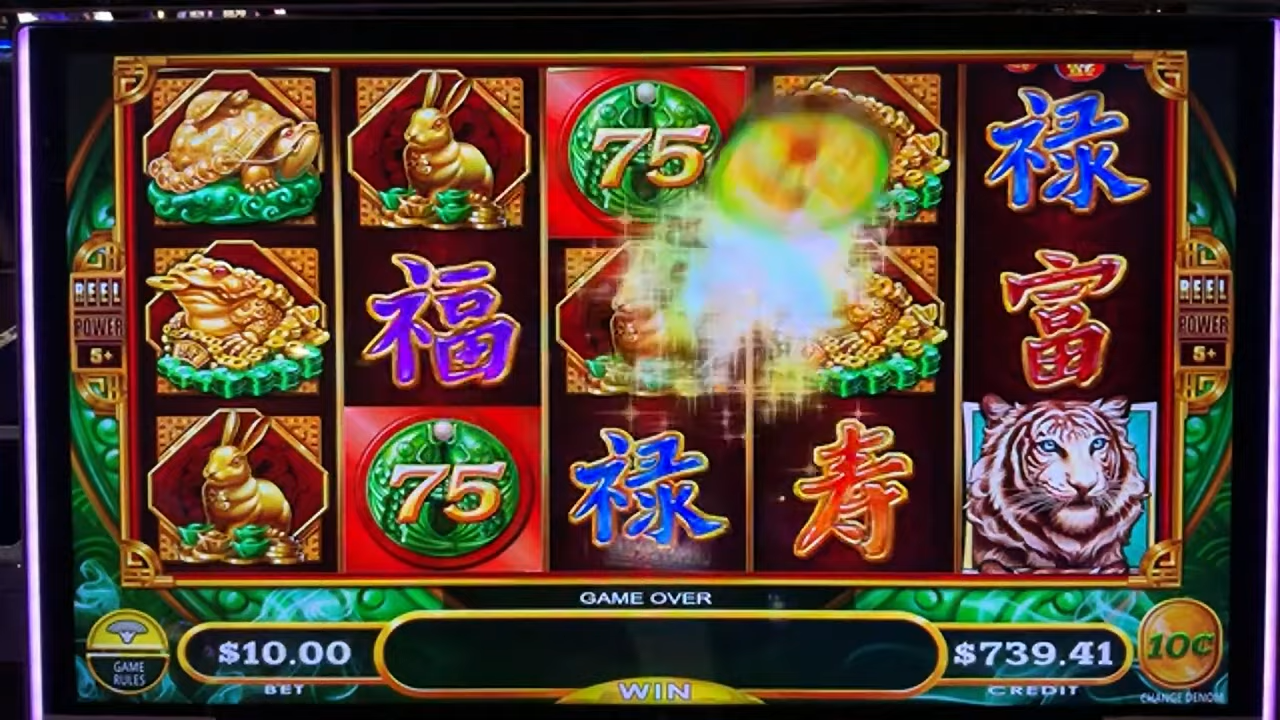 75
禄
REEL
POWER
5+
福
富
REEL
POWER
5+
75
禄
寿
GAME OVER
GAME
RULES
$10.00
BET
WIN
$739.41
CREDIT
10¢
CHANGE DENOM